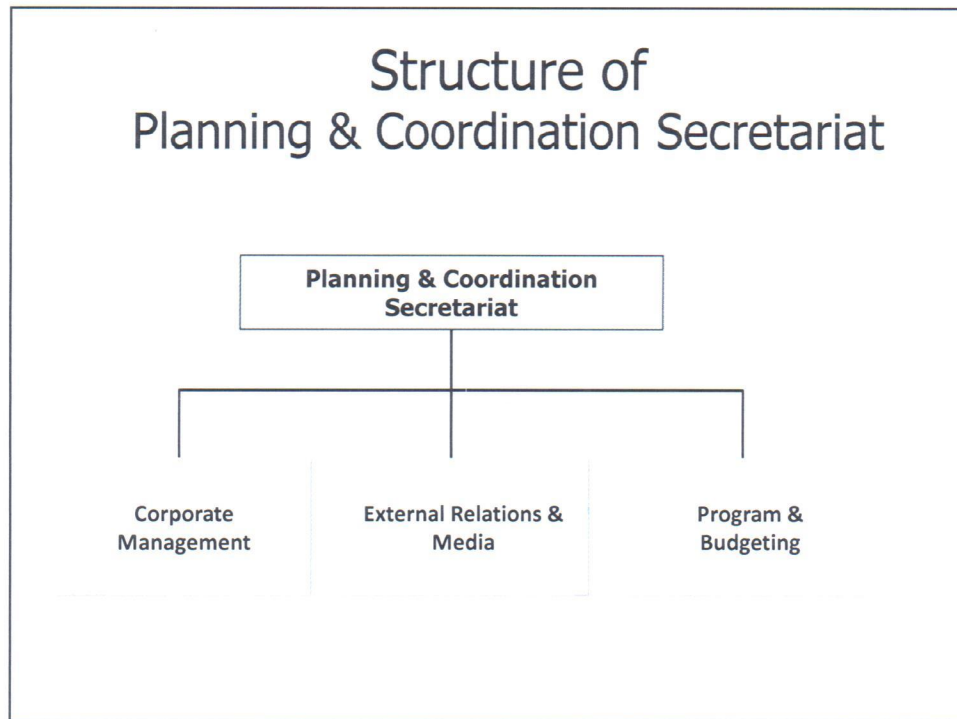 Structure of
Planning & Coordination Secretariat
Planning & Coordination
Secretariat
Corporate
Management
External Relations &
Media
Program &
Budgeting